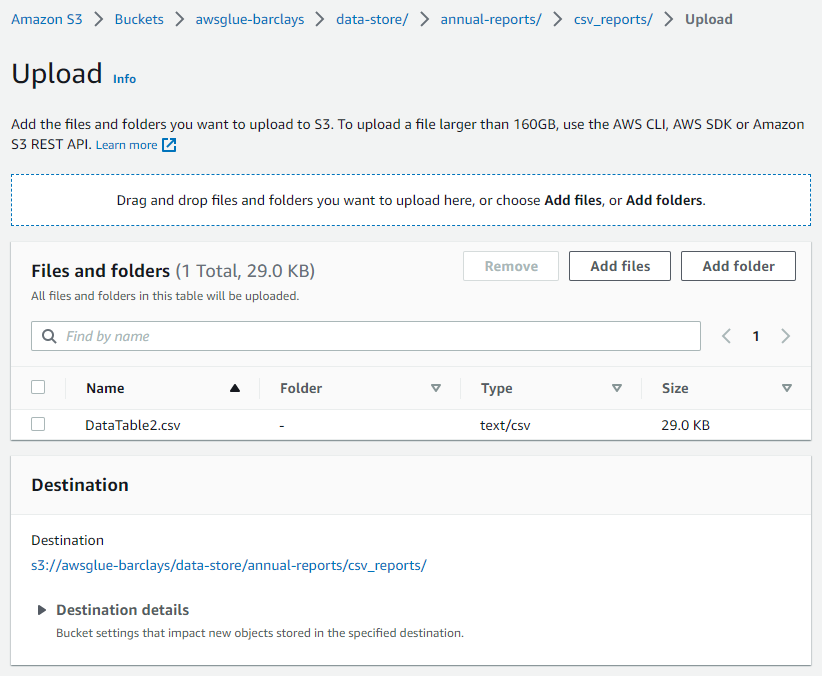 Amazon S3 > Buckets > awsglue-barclays > data-store/ > annual-reports/ > csv_reports/ > Upload
Upload Info
Add the files and folders you want to upload to S3. To upload a file larger than 160GB, use the AWS CLI, AWS SDK or Amazon
S3 REST API. Learn more
Drag and drop files and folders you want to upload here, or choose Add files, or Add folders.
Files and folders (1 Total, 29.0 KB)
Remove Add files Add folder
All files and folders in this table will be uploaded.
Find by name
1
Name Folder Type Size
DataTable2.csv - text/csv 29.0 KB
Destination
Destination
s3://awsglue-barclays/data-store/annual-reports/csv_reports/
Destination details
Bucket settings that impact new objects stored in the specified destination.